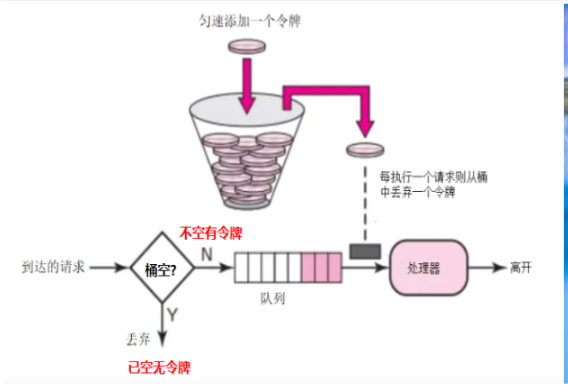 匀速添加一个令牌
每执行一个请求则从桶
中丢弃一个令牌
不空有令牌
到达的请求
桶空?
N
队列
处理器
离开
Y
丢弃
已空无令牌